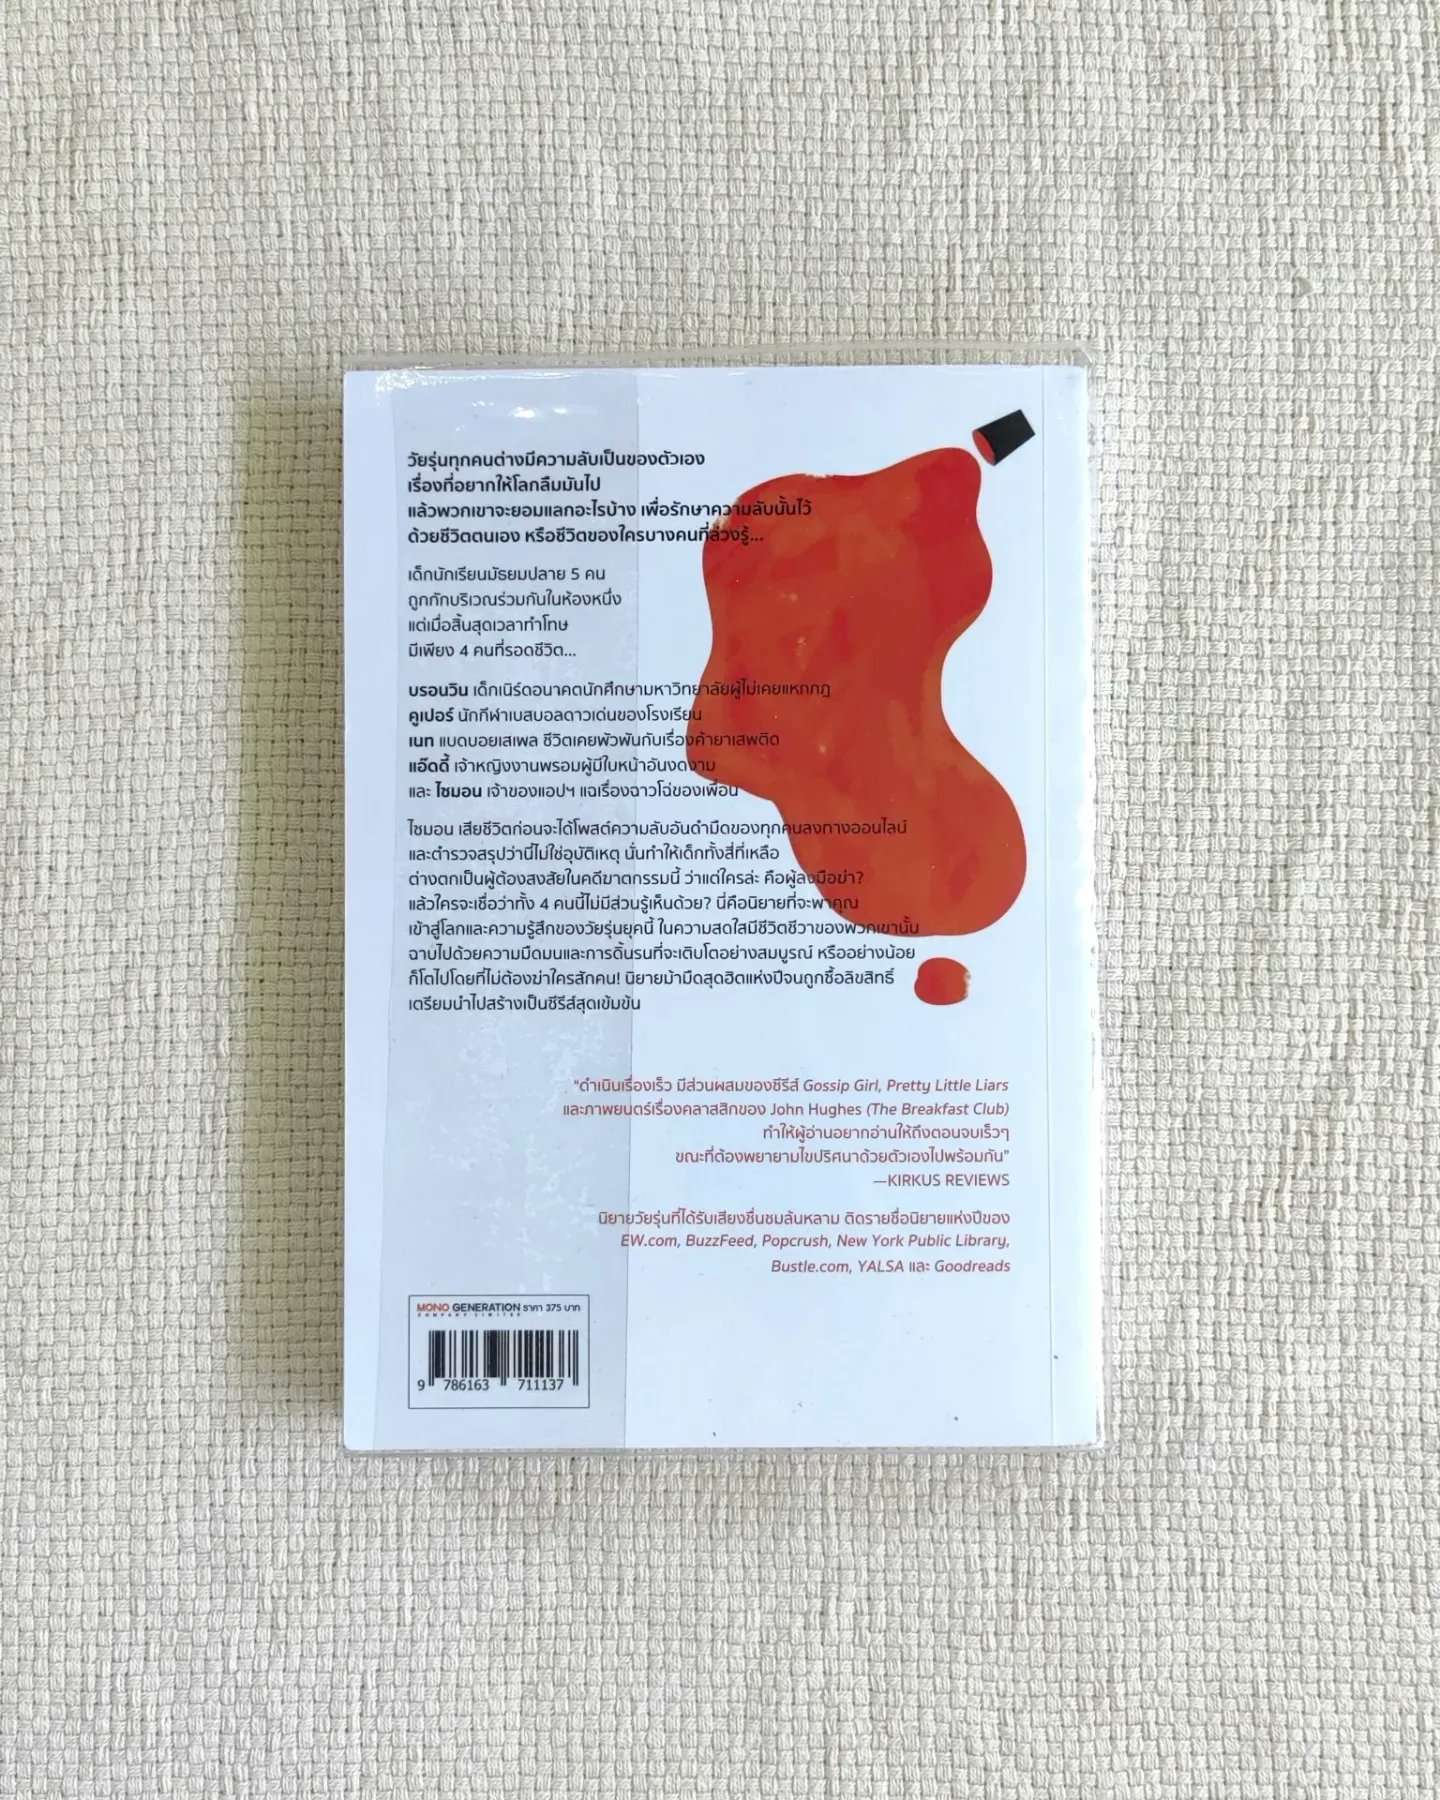 วัยรุ่นทุกคนต่างมีความลับเป็นของตัวเอง
เรื่องที่อยากให้โลกลืมมันไป
แล้วพวกเขาจะยอมแลกอะไรบ้าง เพื่อรักษาความลับนั้นไว้
ด้วยชีวิตตนเอง หรือชีวิตของใครบางคนที่ล่วงรู้...
เด็กนักเรียนมัธยมปลาย 5 คน
ถูกกักบริเวณร่วมกันในห้องหนึ่ง
แต่เมื่อสิ้นสุดเวลาทำโทษ
มีเพียง 4 คนที่รอดชีวิต...
บรอนวิน เด็กเนิร์ดอนาคตนักศึกษามหาวิทยาลัยผู้ไม่เคยแหกกฎ
คูเปอร์ นักกีฬาเบสบอลดาวเด่นของโรงเรียน
เนท แบดบอยเสเพล ชีวิตเคยพัวพันกับเรื่องค้ายาเสพติด
แอ๊ดดี้ เจ้าหญิงงานพรอมผู้มีใบหน้าอันงดงาม
และ ไซมอน เจ้าของแอปฯ แฉเรื่องฉาวโฉ่ของเพื่อน
ไซมอน เสียชีวิตก่อนจะได้โพสต์ความลับอันดำมืดของทุกคนลงทางออนไลน์
และตำรวจสรุปว่านี่ไม่ใช่อุบัติเหตุ นั่นทำให้เด็กทั้งสี่ที่เหลือ
ต่างตกเป็นผู้ต้องสงสัยในคดีฆาตกรรมนี้ ว่าแต่ใครล่ะ คือผู้ลงมือฆ่า?
แล้วใครจะเชื่อว่าทั้ง 4 คนนี้ไม่มีส่วนรู้เห็นด้วย? นี่คือนิยายที่จะพาคุณ
เข้าสู่โลกและความรู้สึกของวัยรุ่นยุคนี้ ในความสดใสมีชีวิตชีวาของพวกเขานั้น
ฉาบไปด้วยความมืดมนและการดิ้นรนที่จะเติบโตอย่างสมบูรณ์ หรืออย่างน้อย
ก็โตไปโดยที่ไม่ต้องฆ่าใครสักคน! นิยายม้ามืดสุดฮิตแห่งปีจนถูกซื้อลิขสิทธิ์
เตรียมนำไปสร้างเป็นซีรีส์สุดเข้มข้น
"ดำเนินเรื่องเร็ว มีส่วนผสมของซีรีส์ Gossip Girl, Pretty Little Liars
และภาพยนตร์เรื่องคลาสสิกของ John Hughes (The Breakfast Club)
ทำให้ผู้อ่านอยากอ่านให้ถึงตอนจบเร็วๆ
ขณะที่ต้องพยายามไขปริศนาด้วยตัวเองไปพร้อมกัน"
—KIRKUS REVIEWS
นิยายวัยรุ่นที่ได้รับเสียงชื่นชมล้นหลาม ติดรายชื่อนิยายแห่งปีของ
EW.com, BuzzFeed, Popcrush, New York Public Library,
Bustle.com, YALSA และ Goodreads
MONO GENERATION ราคา 375 บาท
COMPANY LIMITED
9 786163 711137